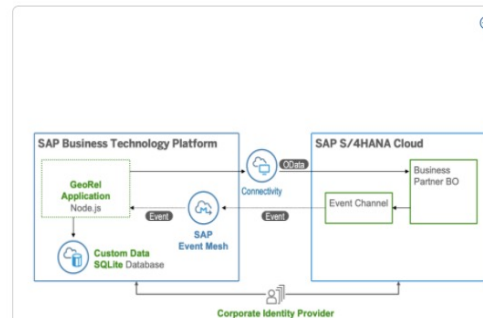 SAP Business Technology Platform
SAP S/4HANA Cloud
OData
Connectivity
GeoRel
Application
Node.js
Business
Partner BO
Event Channel
Event
Event
SAP
Event Mesh
Custom Data
SQLite Database
Corporate Identity Provider